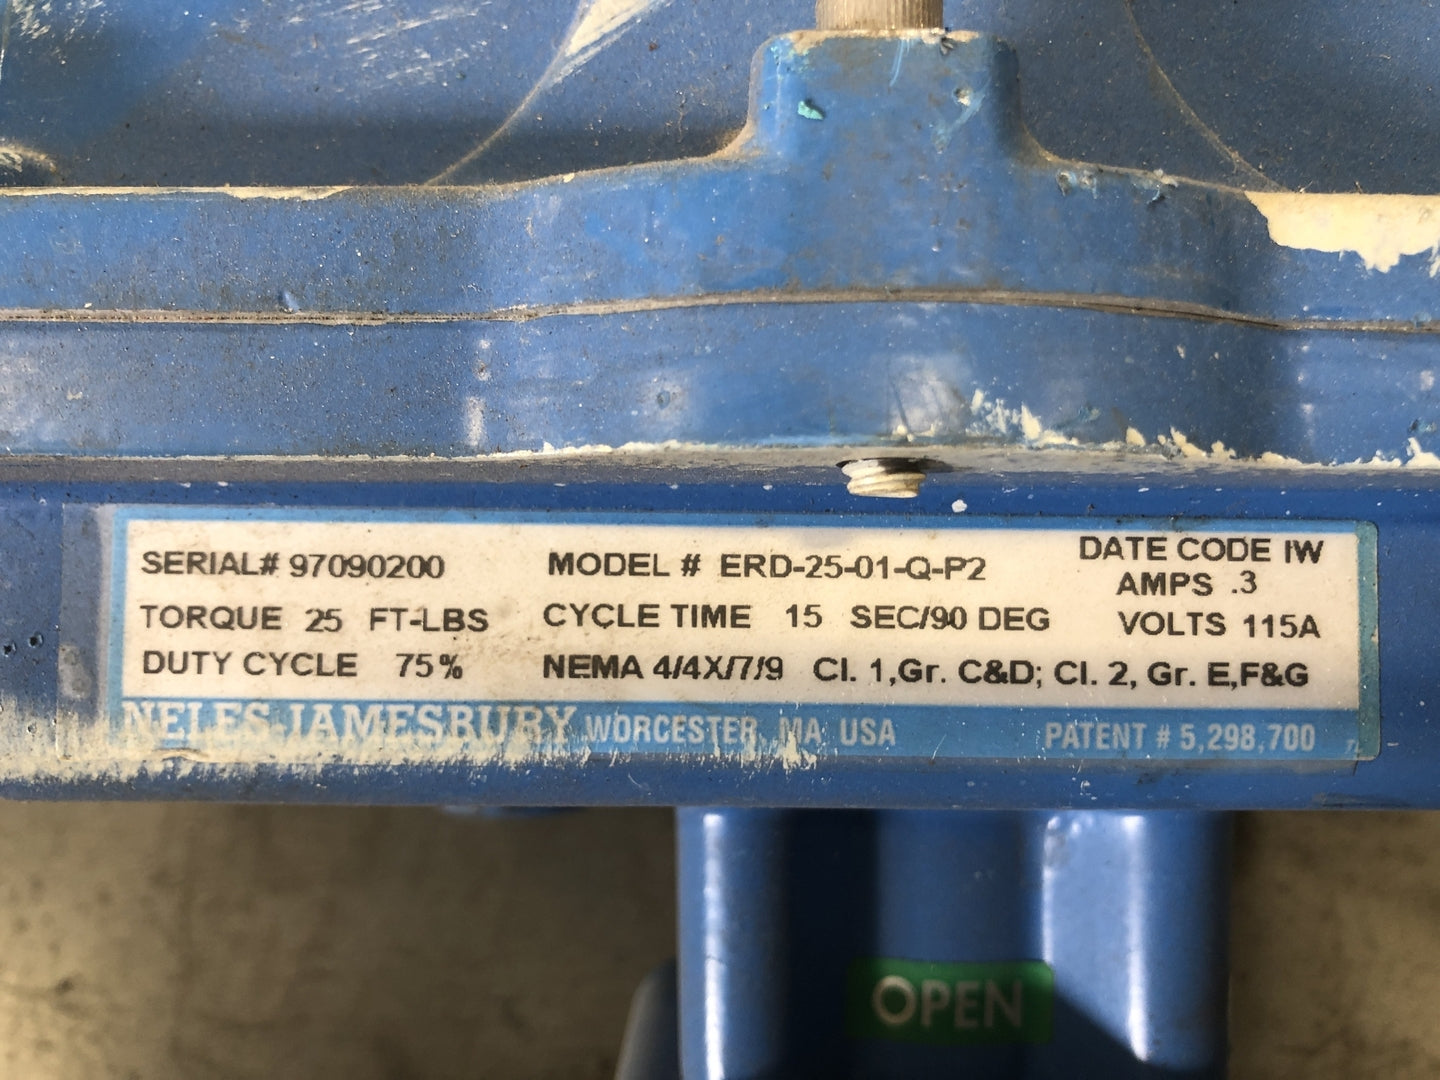 SERIAL# 97090200 MODEL # ERD-25-01-Q-P2 DATE CODE IW
AMPS .3
TORQUE 25 FT-LBS CYCLE TIME 15 SEC/90 DEG VOLTS 115A
DUTY CYCLE 75% NEMA 4/4X/7/9 Cl. 1,Gr. C&D; Cl. 2, Gr. E,F&G
NELES-JAMESBURY WORCESTER, MA USA PATENT # 5,298,700
OPEN